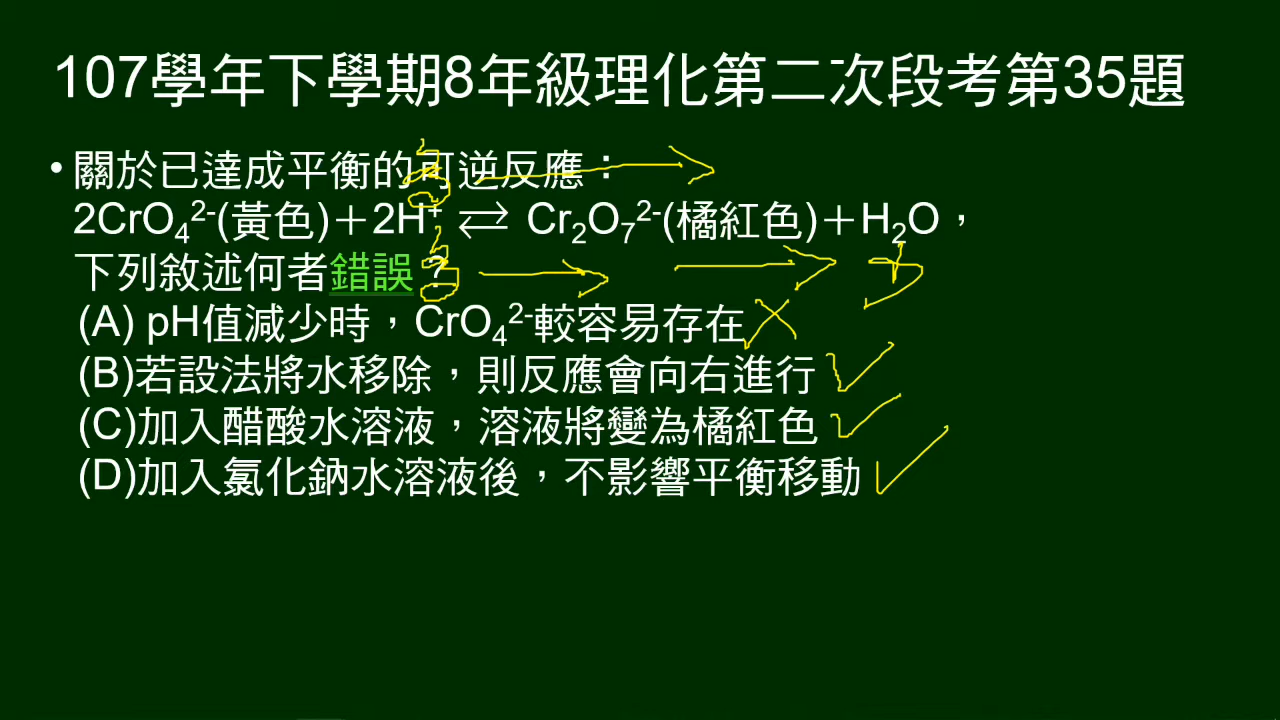 107學年下學期8年級理化第二次段考第35題
•關於已達成平衡的可逆反應：
2CrO₄²⁻(黃色)＋2H⁺ ⇄ Cr₂O₇²⁻(橘紅色)＋H₂O，
下列敘述何者錯誤？
(A) pH值減少時，CrO₄²⁻較容易存在
(B)若設法將水移除，則反應會向右進行
(C)加入醋酸水溶液，溶液將變為橘紅色
(D)加入氯化鈉水溶液後，不影響平衡移動